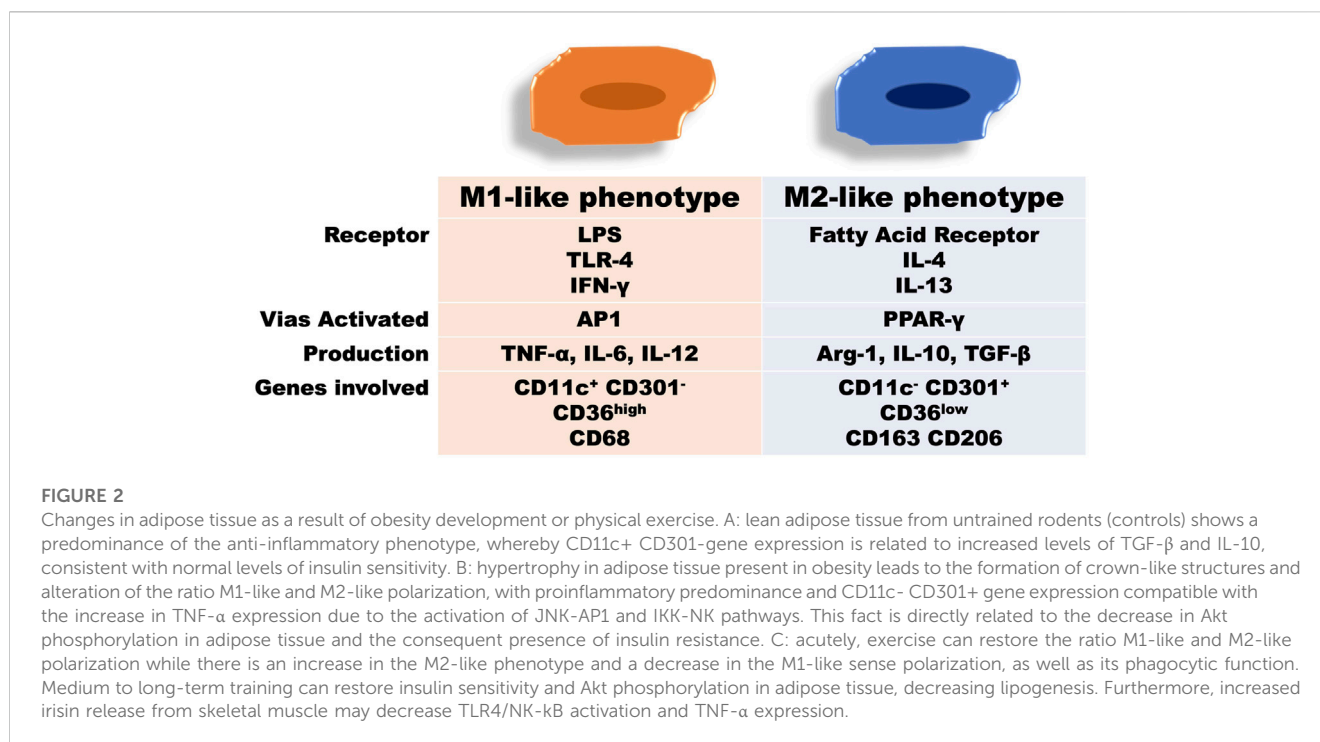 M1-like phenotype M2-like phenotype
Receptor LPS Fatty Acid Receptor
TLR-4 IL-4
IFN-γ IL-13
Vias Activated AP1 PPAR-γ
Production TNF-α, IL-6, IL-12 Arg-1, IL-10, TGF-β
Genes involved CD11c⁺ CD301⁻ CD11c⁻ CD301⁺
CD36ʰⁱᵍʰ CD36ˡᵒʷ
CD68 CD163 CD206
FIGURE 2
Changes in adipose tissue as a result of obesity development or physical exercise. A: lean adipose tissue from untrained rodents (controls) shows a
predominance of the anti-inflammatory phenotype, whereby CD11c+ CD301-gene expression is related to increased levels of TGF-β and IL-10,
consistent with normal levels of insulin sensitivity. B: hypertrophy in adipose tissue present in obesity leads to the formation of crown-like structures and
alteration of the ratio M1-like and M2-like polarization, with proinflammatory predominance and CD11c- CD301+ gene expression compatible with
the increase in TNF-α expression due to the activation of JNK-AP1 and IKK-NK pathways. This fact is directly related to the decrease in Akt
phosphorylation in adipose tissue and the consequent presence of insulin resistance. C: acutely, exercise can restore the ratio M1-like and M2-like
polarization while there is an increase in the M2-like phenotype and a decrease in the M1-like sense polarization, as well as its phagocytic function.
Medium to long-term training can restore insulin sensitivity and Akt phosphorylation in adipose tissue, decreasing lipogenesis. Furthermore, increased
irisin release from skeletal muscle may decrease TLR4/NK-kB activation and TNF-α expression.